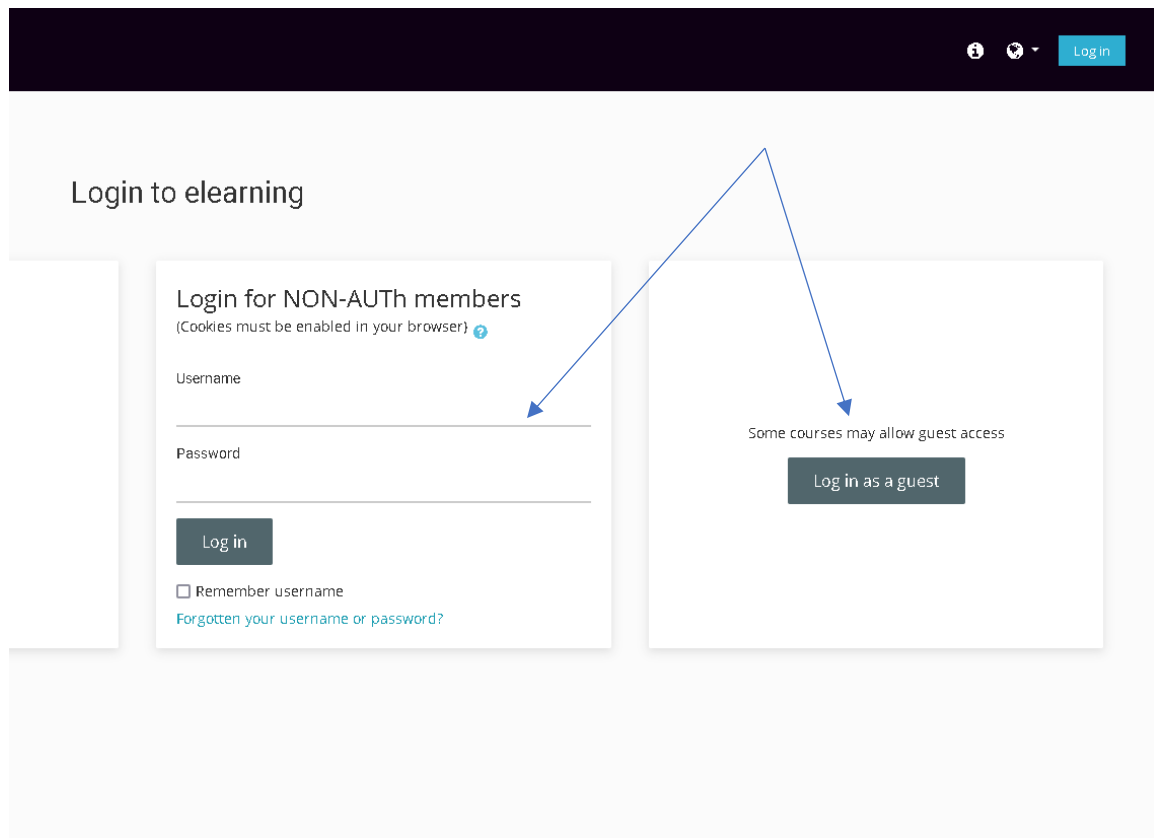 Log in
Login to elearning
Login for NON-AUTh members
(Cookies must be enabled in your browser)
Username
Password
Log in
Remember username
Forgotten your username or password?
Some courses may allow guest access
Log in as a guest